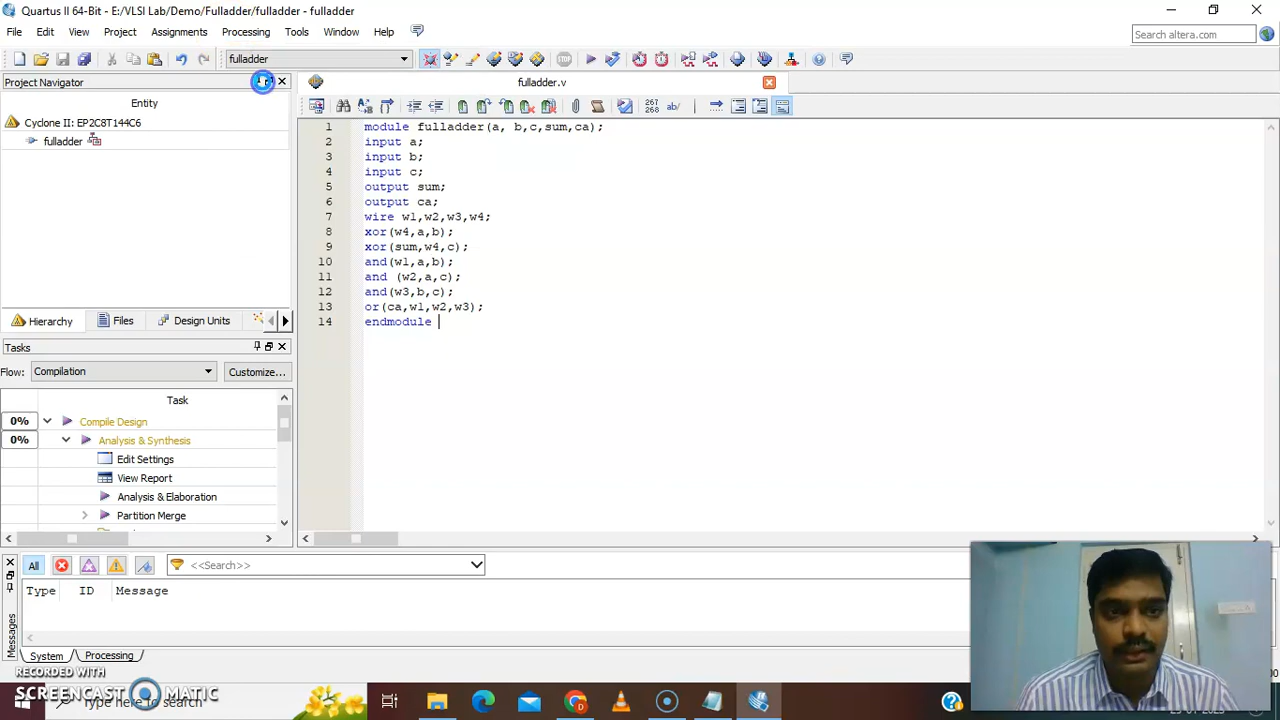 Quartus II 64-Bit - E:/VLSI Lab/Demo/Fulladder/fulladder - fulladder
File Edit View Project Assignments Processing Tools Window Help
Search altera.com
fulladder
Project Navigator
fulladder.v
Entity
Cyclone II: EP2C8T144C6
fulladder
267
268
ab/
1 module fulladder(a, b,c,sum,ca);
2 input a;
3 input b;
4 input c;
5 output sum;
6 output ca;
7 wire w1,w2,w3,w4;
8 xor(w4,a,b);
9 xor(sum,w4,c);
10 and(w1,a,b);
11 and (w2,a,c);
12 and(w3,b,c);
13 or(ca,w1,w2,w3);
14 endmodule
Hierarchy Files Design Units
Tasks
Flow: Compilation Customize...
Task
0% Compile Design
0% Analysis & Synthesis
Edit Settings
View Report
Analysis & Elaboration
Partition Merge
All <<Search>>
Type ID Message
Messages
System Processing
RECORDED WITH
SCREENCAST MATIC
Type here to search